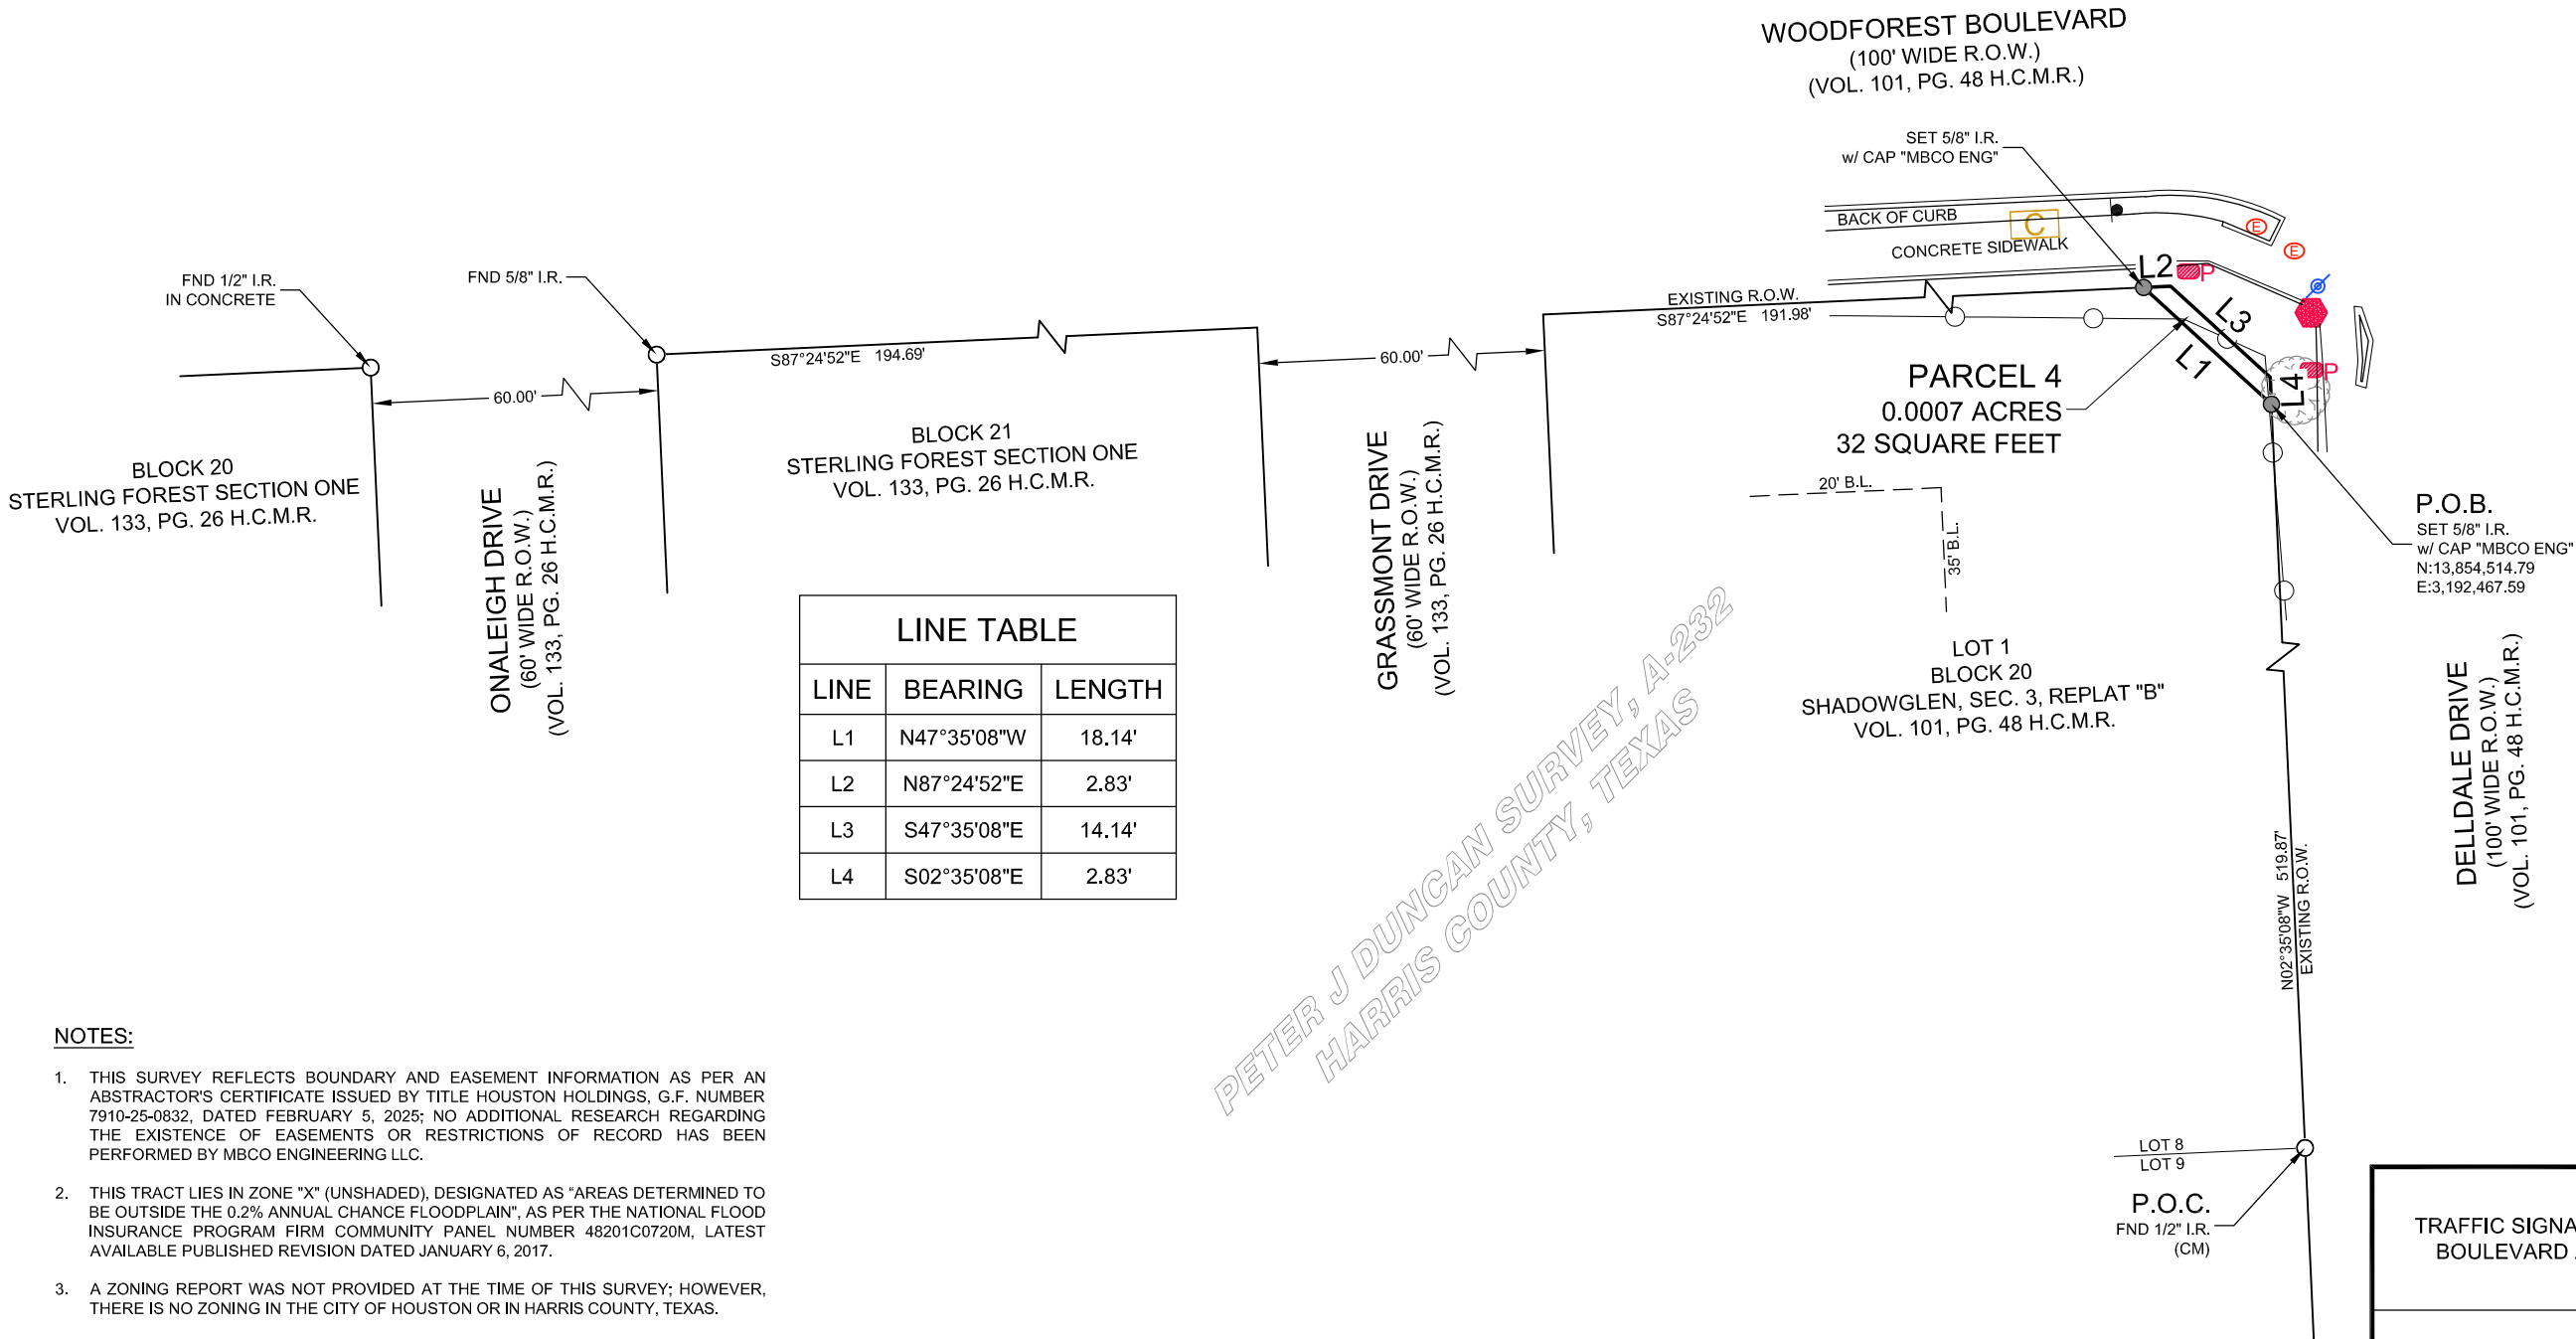 WOODFOREST BOULEVARD
(100' WIDE R.O.W.)
(VOL. 101, PG. 48 H.C.M.R.)
SET 5/8" I.R.
w/ CAP "MBCO ENG"
BACK OF CURB
C
CONCRETE SIDEWALK
E
E
L2
P
EXISTING R.O.W.
S87°24'52"E 191.98'
L3
L1
L4
P
FND 1/2" I.R.
IN CONCRETE
FND 5/8" I.R.
S87°24'52"E 194.69'
60.00'
60.00'
PARCEL 4
0.0007 ACRES
32 SQUARE FEET
BLOCK 20
STERLING FOREST SECTION ONE
VOL. 133, PG. 26 H.C.M.R.
ONALEIGH DRIVE
(60' WIDE R.O.W.)
(VOL. 133, PG. 26 H.C.M.R.)
BLOCK 21
STERLING FOREST SECTION ONE
VOL. 133, PG. 26 H.C.M.R.
GRASSMONT DRIVE
(60' WIDE R.O.W.)
(VOL. 133, PG. 26 H.C.M.R.)
20' B.L.
35' B.L.
P.O.B.
SET 5/8" I.R.
w/ CAP "MBCO ENG"
N:13,854,514.79
E:3,192,467.59
LOT 1
BLOCK 20
SHADOWGLEN, SEC. 3, REPLAT "B"
VOL. 101, PG. 48 H.C.M.R.
DELLDALE DRIVE
(100' WIDE R.O.W.)
(VOL. 101, PG. 48 H.C.M.R.)
LINE TABLE
LINE BEARING LENGTH
L1 N47°35'08"W 18.14'
L2 N87°24'52"E 2.83'
L3 S47°35'08"E 14.14'
L4 S02°35'08"E 2.83'
PETER J DUNCAN SURVEY, A-232
HARRIS COUNTY, TEXAS
N02°35'08"W 519.87'
EXISTING R.O.W.
LOT 8
LOT 9
P.O.C.
FND 1/2" I.R.
(CM)
NOTES:
1. THIS SURVEY REFLECTS BOUNDARY AND EASEMENT INFORMATION AS PER AN
ABSTRACTOR'S CERTIFICATE ISSUED BY TITLE HOUSTON HOLDINGS, G.F. NUMBER
7910-25-0832, DATED FEBRUARY 5, 2025; NO ADDITIONAL RESEARCH REGARDING
THE EXISTENCE OF EASEMENTS OR RESTRICTIONS OF RECORD HAS BEEN
PERFORMED BY MBCO ENGINEERING LLC.
2. THIS TRACT LIES IN ZONE "X" (UNSHADED), DESIGNATED AS "AREAS DETERMINED TO
BE OUTSIDE THE 0.2% ANNUAL CHANCE FLOODPLAIN", AS PER THE NATIONAL FLOOD
INSURANCE PROGRAM FIRM COMMUNITY PANEL NUMBER 48201C0720M, LATEST
AVAILABLE PUBLISHED REVISION DATED JANUARY 6, 2017.
3. A ZONING REPORT WAS NOT PROVIDED AT THE TIME OF THIS SURVEY; HOWEVER,
THERE IS NO ZONING IN THE CITY OF HOUSTON OR IN HARRIS COUNTY, TEXAS.
TRAFFIC SIGNA
BOULEVARD